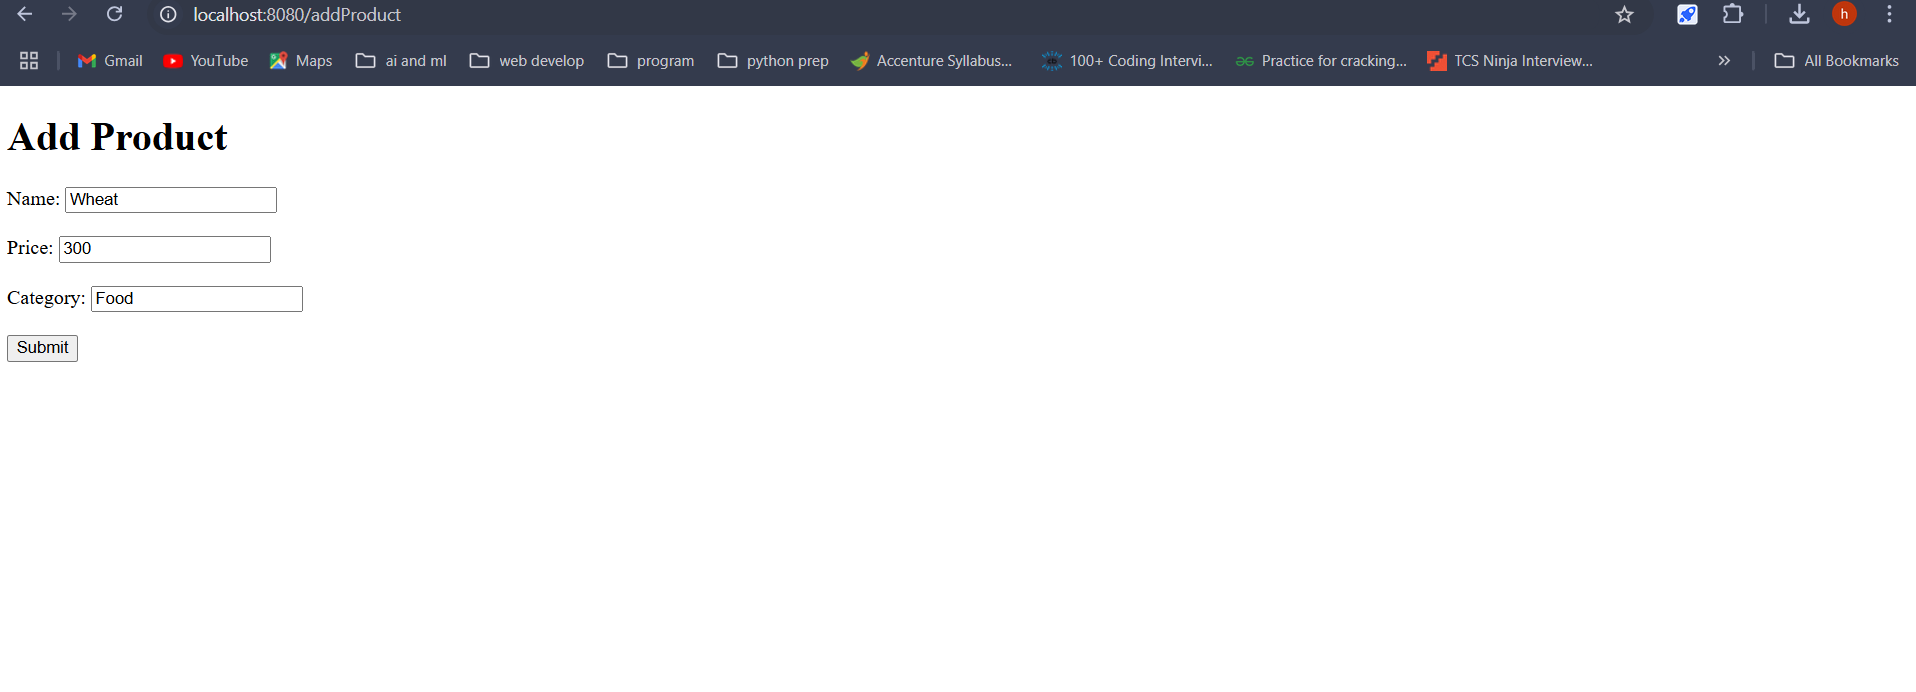 localhost:8080/addProduct
h
Gmail YouTube Maps ai and ml web develop program python prep Accenture Syllabus... 100+ Coding Intervi... Practice for cracking... TCS Ninja Interview... » All Bookmarks
Add Product
Name: Wheat
Price: 300
Category: Food
Submit